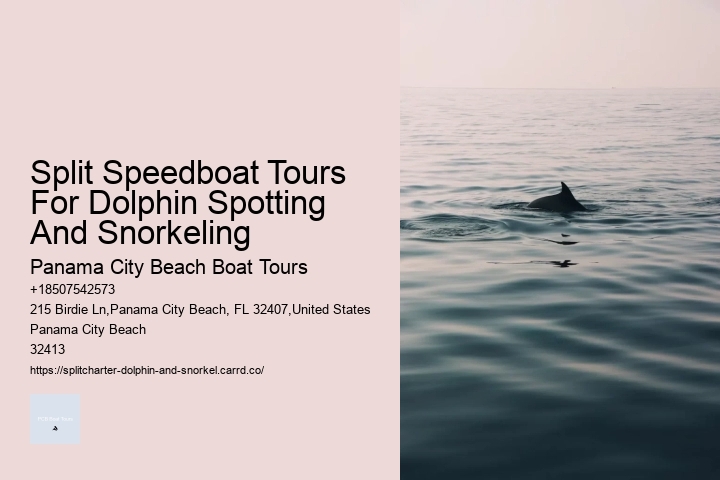 Split Speedboat Tours
For Dolphin Spotting
And Snorkeling
Panama City Beach Boat Tours
+18507542573
215 Birdie Ln,Panama City Beach, FL 32407,United States
Panama City Beach
32413
https://splitcharter-dolphin-and-snorkel.carrd.co/